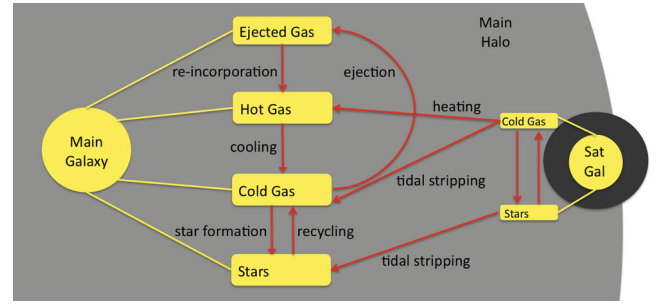 Ejected Gas
Main
Halo
re-incorporation
ejection
Hot Gas
heating
Cold Gas
Main
Galaxy
cooling
Sat
Gal
Cold Gas
tidal stripping
Stars
star formation
recycling
tidal stripping
Stars